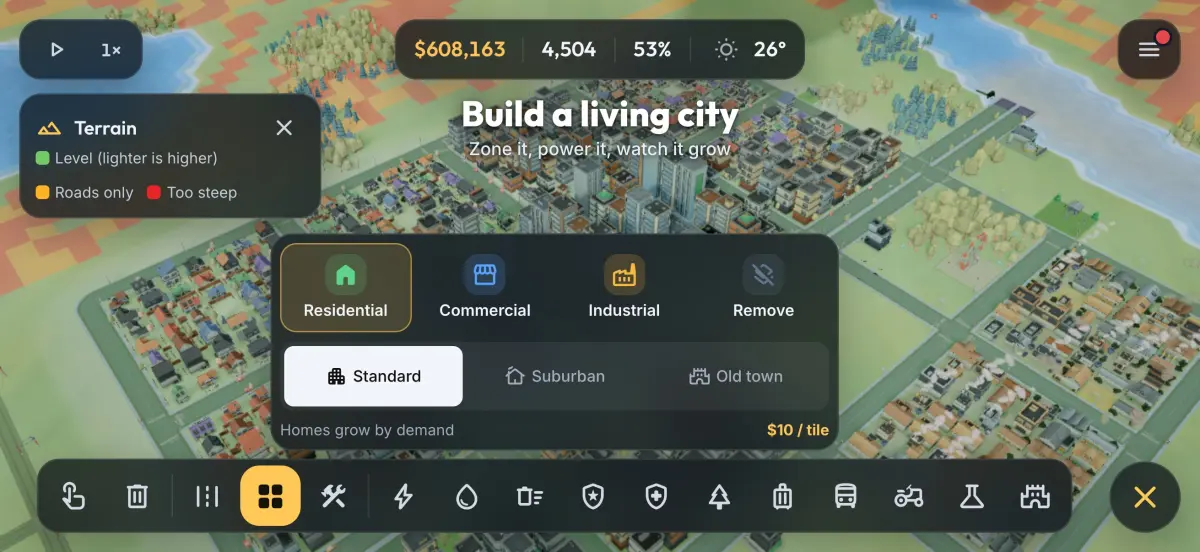 1×
$608,163
4,504
53%
26°
Build a living city
Zone it, power it, watch it grow
Terrain
Level (lighter is higher)
Roads only
Too steep
Residential
Commercial
Industrial
Remove
Standard
Suburban
Old town
Homes grow by demand
$10 / tile